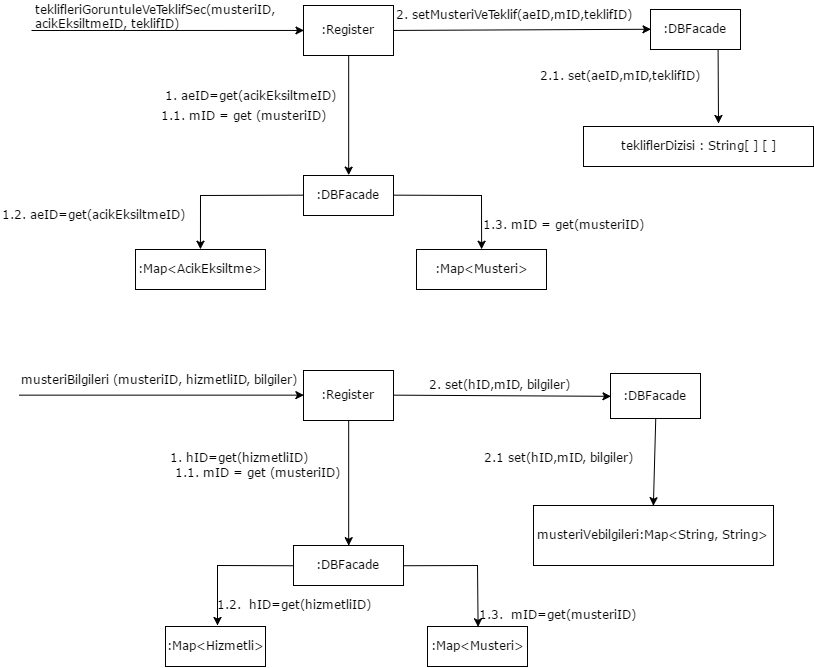 teklifleriGoruntuleVeTeklifSec(musteriID,
acikEksiltmeID, teklifID)
:Register
2. setMusteriVeTeklif(aeID,mID,teklifID)
:DBFacade
2.1. set(aeID,mID,teklifID)
1. aeID=get(acikEksiltmeID)
1.1. mID = get (musteriID)
tekliflerDizisi : String[ ] [ ]
:DBFacade
1.2. aeID=get(acikEksiltmeID)
1.3. mID = get(musteriID)
:Map<AcikEksiltme>
:Map<Musteri>
musteriBilgileri (musteriID, hizmetliID, bilgiler)
:Register
2. set(hID,mID, bilgiler)
:DBFacade
1. hID=get(hizmetliID)
1.1. mID = get (musteriID)
2.1 set(hID,mID, bilgiler)
musteriVebilgileri:Map<String, String>
:DBFacade
1.2. hID=get(hizmetliID)
1.3. mID=get(musteriID)
:Map<Hizmetli>
:Map<Musteri>